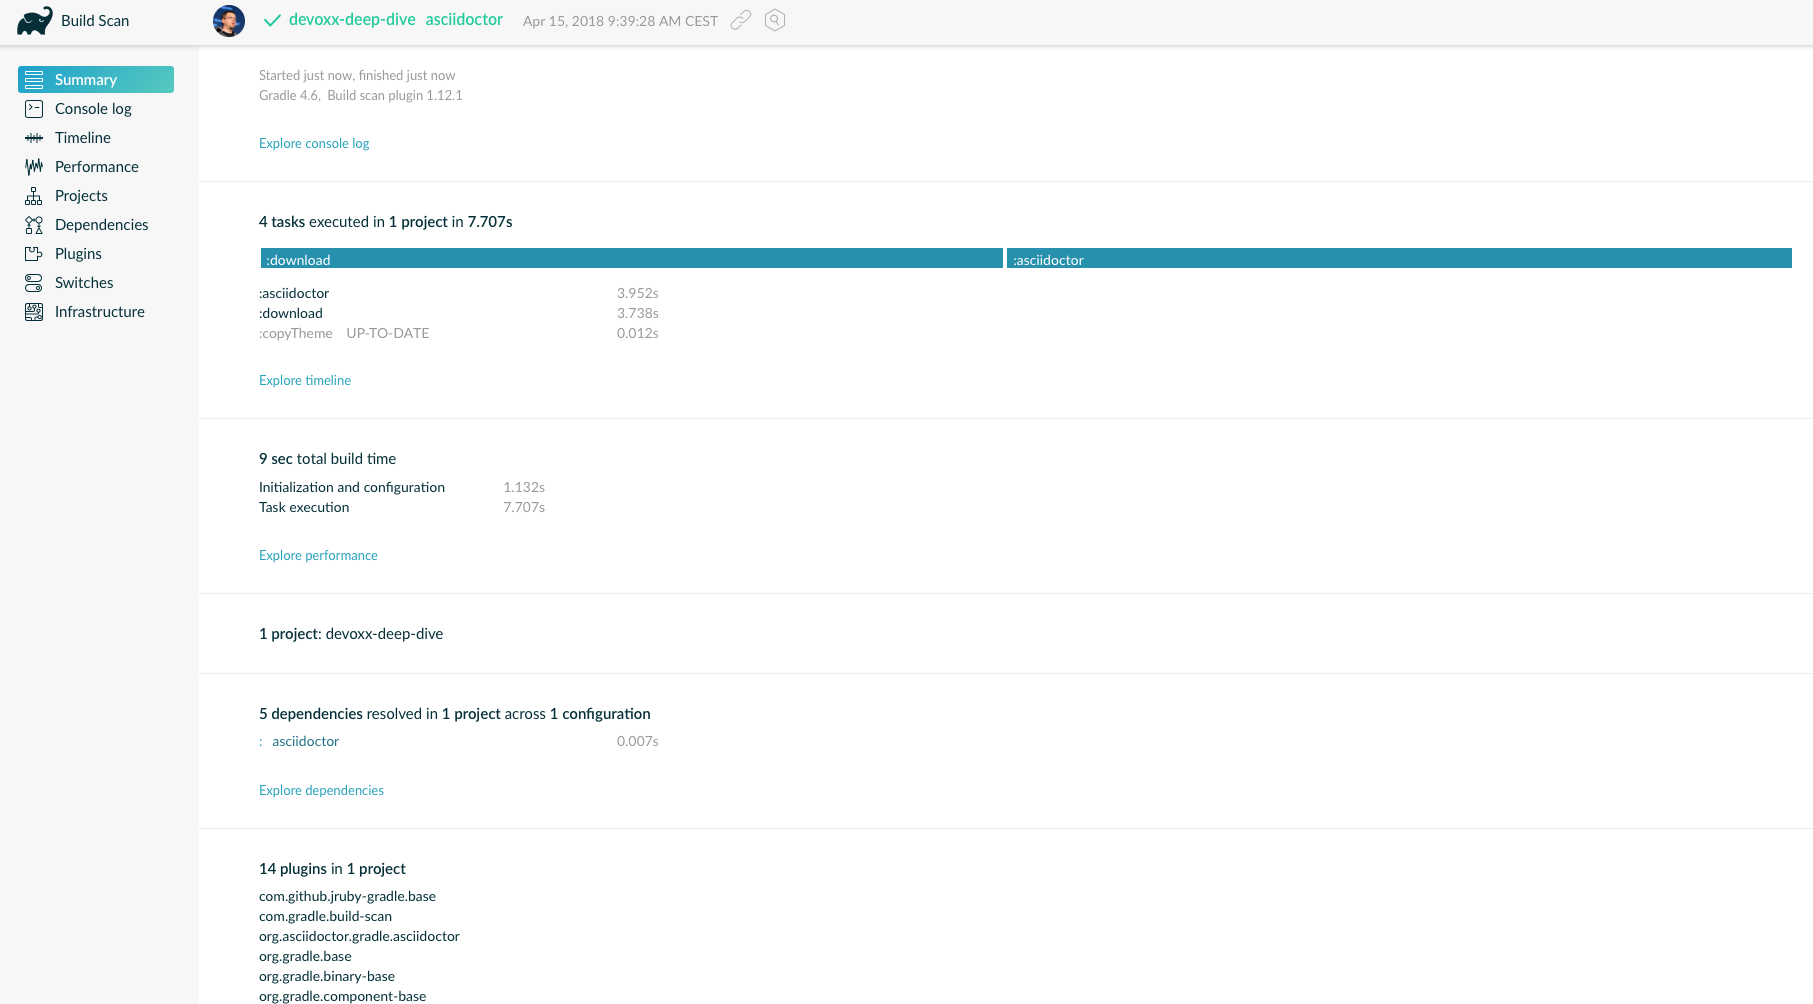 Build Scan
devoxx-deep-dive asciidoctor Apr 15, 2018 9:39:28 AM CEST
Summary
Console log
Timeline
Performance
Projects
Dependencies
Plugins
Switches
Infrastructure
Started just now, finished just now
Gradle 4.6, Build scan plugin 1.12.1
Explore console log
4 tasks executed in 1 project in 7.707s
:download :asciidoctor
:asciidoctor 3.952s
:download 3.738s
:copyTheme UP-TO-DATE 0.012s
Explore timeline
9 sec total build time
Initialization and configuration 1.132s
Task execution 7.707s
Explore performance
1 project: devoxx-deep-dive
5 dependencies resolved in 1 project across 1 configuration
: asciidoctor 0.007s
Explore dependencies
14 plugins in 1 project
com.github.jruby-gradle.base
com.gradle.build-scan
org.asciidoctor.gradle.asciidoctor
org.gradle.base
org.gradle.binary-base
org.gradle.component-base